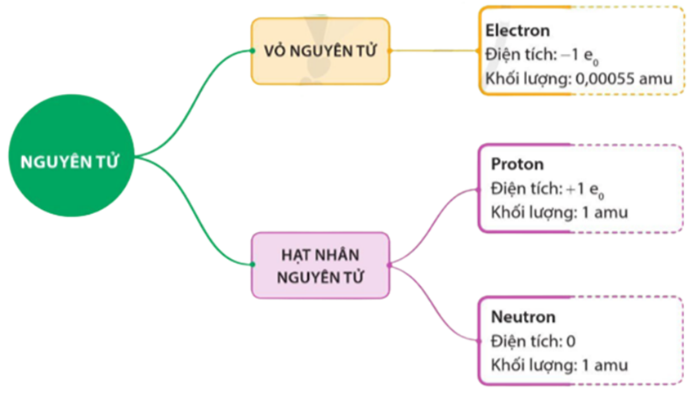 NGUYÊN TỬ
VỎ NGUYÊN TỬ
Electron
Điện tích: −1 e₀
Khối lượng: 0,00055 amu
HẠT NHÂN
NGUYÊN TỬ
Proton
Điện tích: +1 e₀
Khối lượng: 1 amu
Neutron
Điện tích: 0
Khối lượng: 1 amu